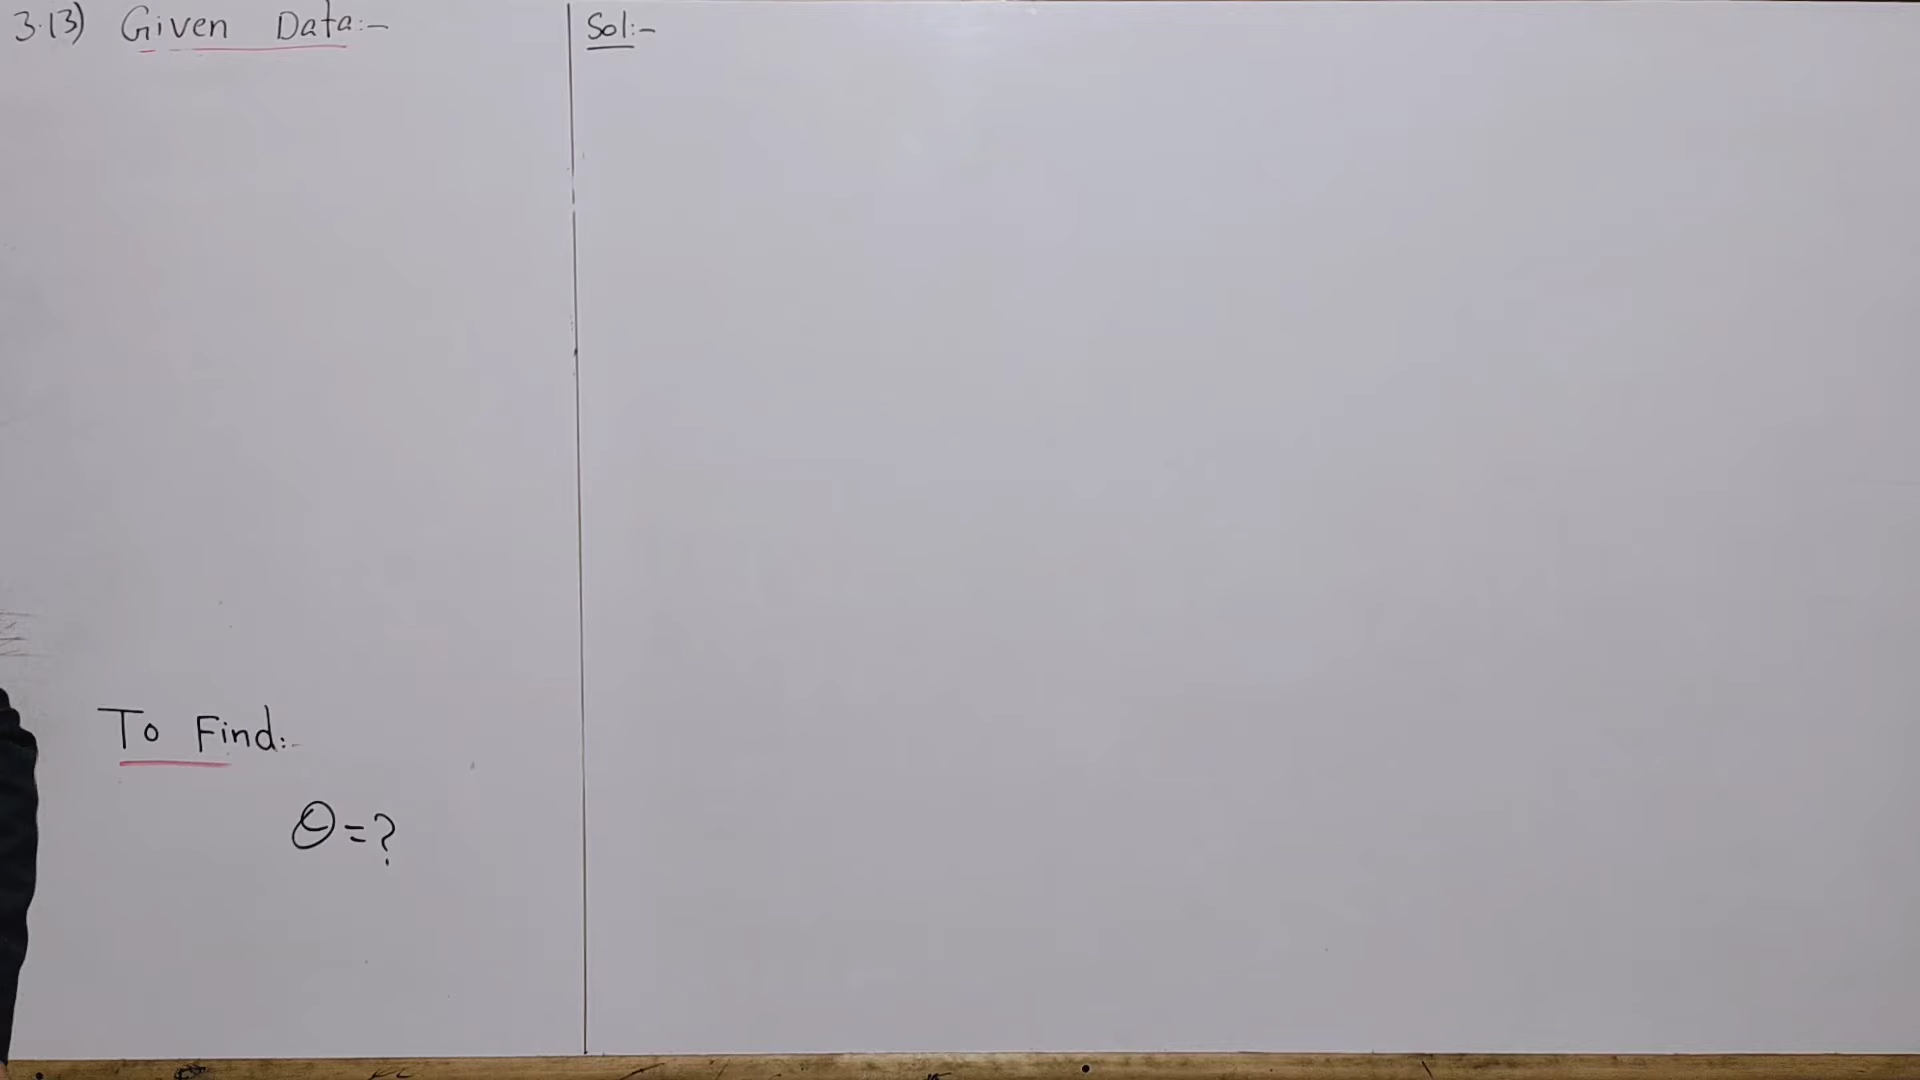 3.13) Given Data:-
Sol:-
To Find:-
θ=?